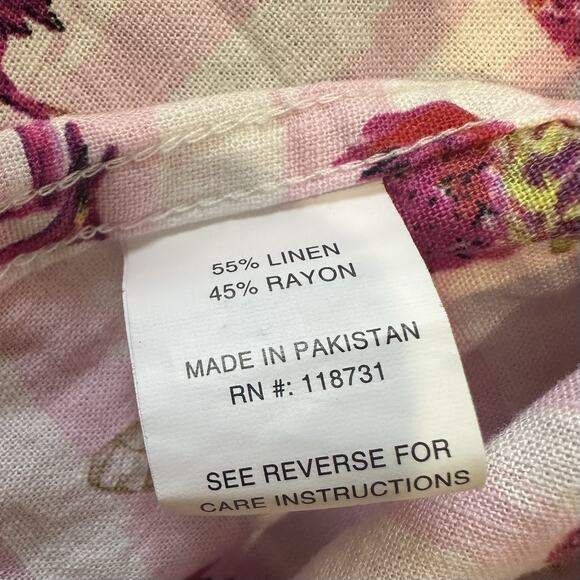 55% LINEN
45% RAYON
MADE IN PAKISTAN
RN #: 118731
SEE REVERSE FOR
CARE INSTRUCTIONS